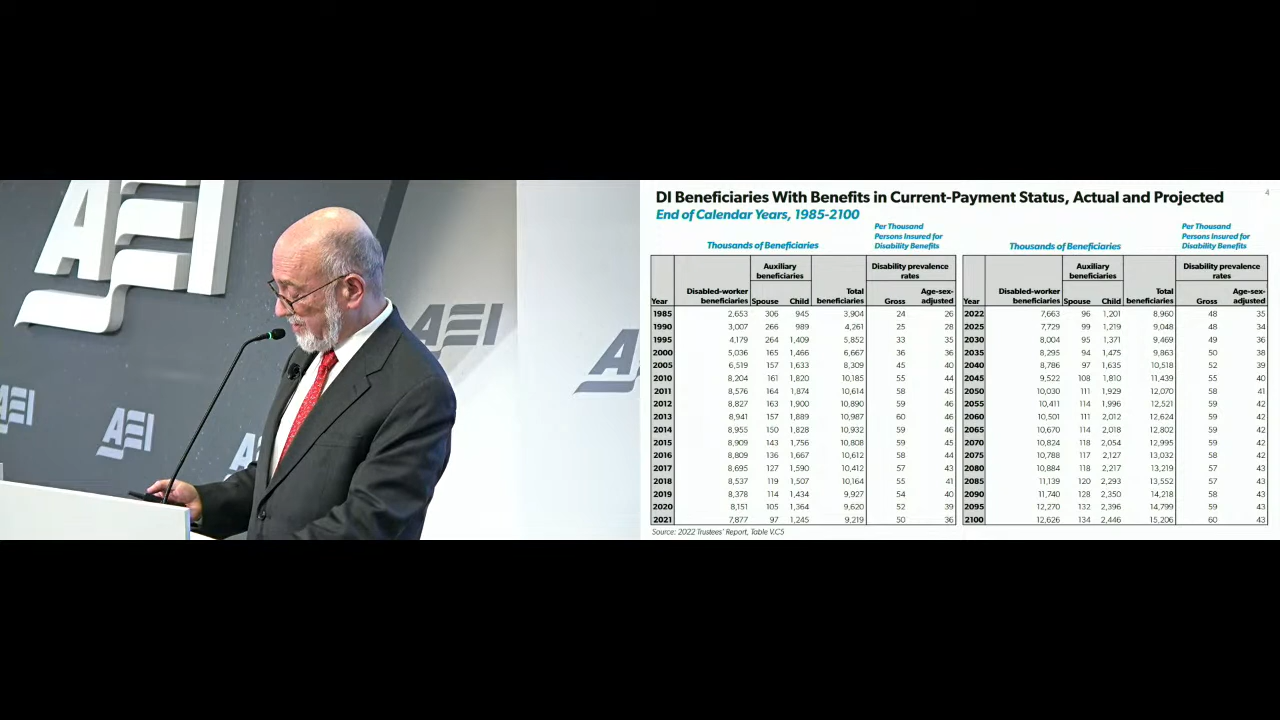 AEI
AEI
AEI
AEI
DI Beneficiaries With Benefits in Current-Payment Status, Actual and Projected
4
End of Calendar Years, 1985-2100
Per Thousand
Persons Insured for
Disability Benefits
Thousands of Beneficiaries
Per Thousand
Persons Insured for
Disability Benefits
Thousands of Beneficiaries
Auxiliary beneficiaries Disability prevalence rates Auxiliary beneficiaries Disability prevalence rates
Year Disabled-worker beneficiaries Spouse Child Total beneficiaries Gross Age-sex-adjusted Year Disabled-worker beneficiaries Spouse Child Total beneficiaries Gross Age-sex-adjusted
1985 2,653 306 945 3,904 24 26 2022 7,663 96 1,201 8,960 48 35
1990 3,007 266 989 4,261 25 28 2025 7,729 99 1,219 9,048 48 34
1995 4,179 264 1,409 5,852 33 35 2030 8,004 95 1,371 9,469 49 36
2000 5,036 165 1,466 6,667 36 36 2035 8,295 94 1,475 9,863 50 38
2005 6,519 157 1,633 8,309 45 40 2040 8,786 97 1,635 10,518 52 39
2010 8,204 161 1,820 10,185 55 44 2045 9,522 108 1,810 11,439 55 40
2011 8,576 164 1,874 10,614 58 45 2050 10,030 111 1,929 12,070 58 41
2012 8,827 163 1,900 10,890 59 46 2055 10,411 114 1,996 12,521 59 42
2013 8,941 157 1,889 10,987 60 46 2060 10,501 111 2,012 12,624 59 42
2014 8,955 150 1,828 10,932 59 46 2065 10,670 114 2,018 12,802 59 42
2015 8,909 143 1,756 10,808 59 45 2070 10,824 118 2,054 12,995 59 42
2016 8,809 136 1,667 10,612 58 44 2075 10,788 117 2,127 13,032 58 42
2017 8,695 127 1,590 10,412 57 43 2080 10,884 118 2,217 13,219 57 43
2018 8,537 119 1,507 10,164 55 41 2085 11,139 120 2,293 13,552 57 43
2019 8,378 114 1,434 9,927 54 40 2090 11,740 128 2,350 14,218 58 43
2020 8,151 105 1,364 9,620 52 39 2095 12,270 132 2,396 14,799 59 43
2021 7,877 97 1,245 9,219 50 36 2100 12,626 134 2,446 15,206 60 43
Source: 2022 Trustees' Report, Table V.C5